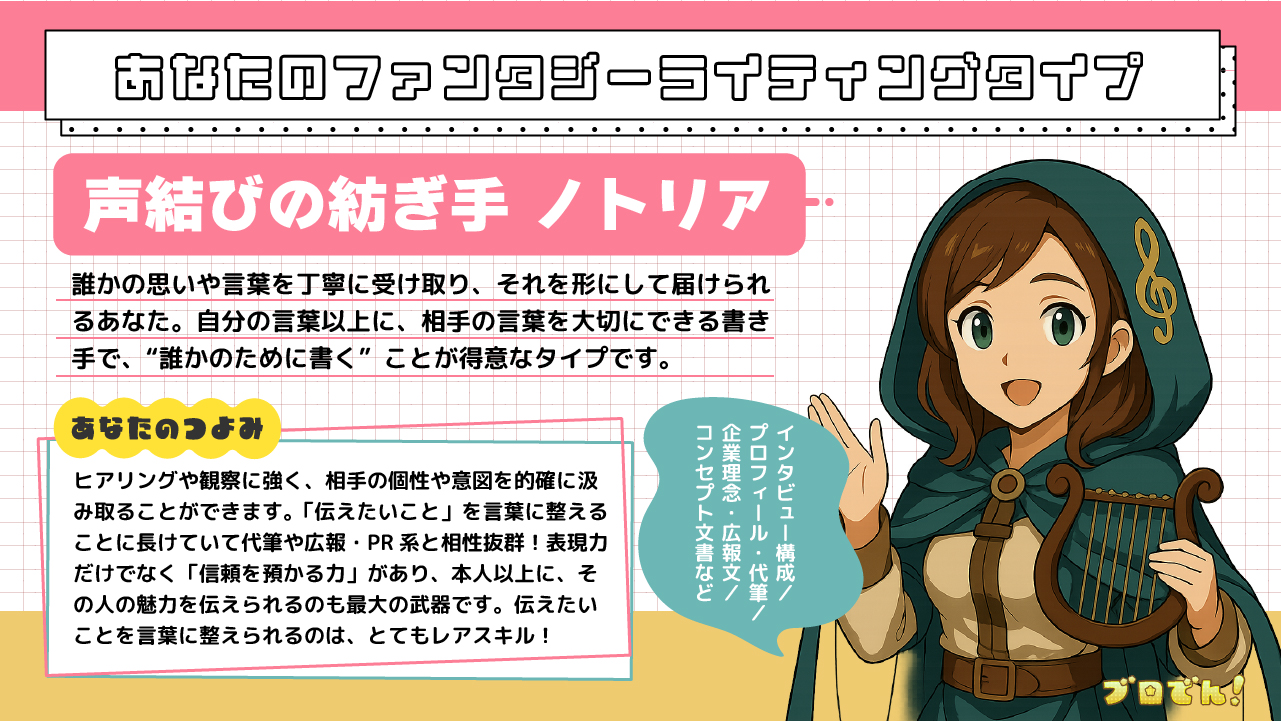 あなたのファンタジーライティングタイプ
声結びの紡ぎ手 ノトリア
誰かの思いや言葉を丁寧に受け取り、それを形にして届けられ
るあなた。自分の言葉以上に、相手の言葉を大切にできる書き
手で、“誰かのために書く” ことが得意なタイプです。
あなたのつよみ
ヒアリングや観察に強く、相手の個性や意図を的確に汲
み取ることができます。「伝えたいこと」を言葉に整える
ことに長けていて代筆や広報・PR 系と相性抜群！表現力
だけでなく「信頼を預かる力」があり、本人以上に、そ
の人の魅力を伝えられるのも最大の武器です。伝えたい
ことを言葉に整えられるのは、とてもレアスキル！
インタビュー構成／
プロフィール・代筆／
企業理念・広報文／
コンセプト文書など
ブロでん！